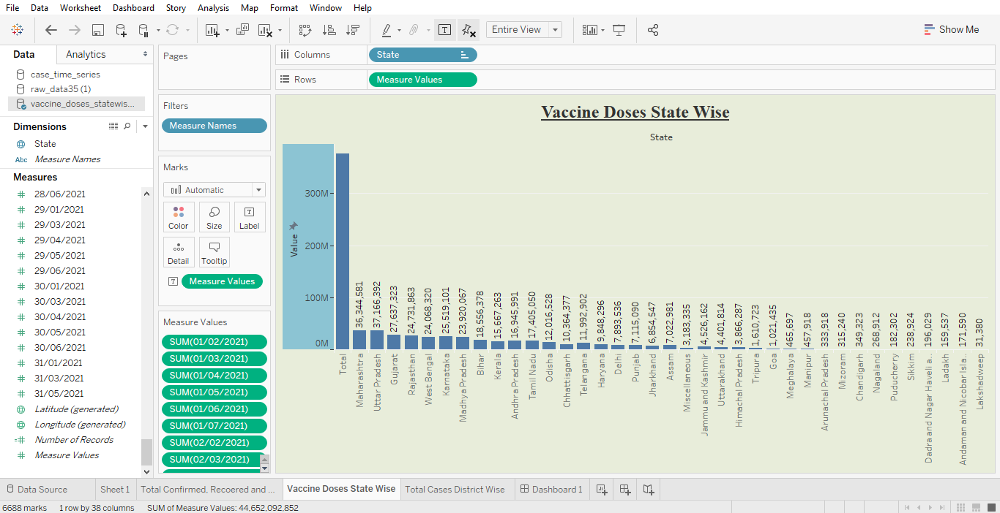 File Data Worksheet Dashboard Story Analysis Map Format Window Help
Entire View
Show Me
Data Analytics
case_time_series
raw_data35 (1)
vaccine_doses_statewis...
Dimensions
State
Abc Measure Names
Measures
28/06/2021
29/01/2021
29/03/2021
29/04/2021
29/05/2021
29/06/2021
30/01/2021
30/03/2021
30/04/2021
30/05/2021
30/06/2021
31/01/2021
31/03/2021
31/05/2021
Latitude (generated)
Longitude (generated)
Number of Records
Measure Values
Pages
Filters
Measure Names
Marks
Automatic
Color Size Label
Detail Tooltip
Measure Values
Measure Values
SUM(01/02/2021)
SUM(01/03/2021)
SUM(01/04/2021)
SUM(01/05/2021)
SUM(01/06/2021)
SUM(01/07/2021)
SUM(02/02/2021)
SUM(02/03/2021)
Columns State
Rows Measure Values
Vaccine Doses State Wise
State
Value
300M
200M
100M
0M
36,344,581
37,166,392
27,637,323
24,731,863
24,068,320
25,519,101
23,920,067
18,556,378
15,667,263
16,945,991
17,405,050
12,016,528
10,364,377
11,992,902
9,848,296
7,893,536
7,115,090
6,854,547
7,022,981
3,183,335
4,526,162
4,401,814
3,866,287
1,610,723
1,021,435
465,697
457,918
333,918
315,240
349,323
268,912
182,302
238,924
196,029
159,537
171,590
31,380
Total
Maharashtra
Uttar Pradesh
Gujarat
Rajasthan
West Bengal
Karnataka
Madhya Pradesh
Bihar
Kerala
Andhra Pradesh
Tamil Nadu
Odisha
Chhattisgarh
Telangana
Haryana
Delhi
Punjab
Jharkhand
Assam
Miscellaneous
Jammu and Kashmir
Uttarakhand
Himachal Pradesh
Tripura
Goa
Meghalaya
Manipur
Arunachal Pradesh
Mizoram
Chandigarh
Nagaland
Puducherry
Sikkim
Dadra and Nagar Haveli a..
Ladakh
Andaman and Nicobar Isla..
Lakshadweep
Data Source Sheet 1 Total Confirmed, Recoered and ... Vaccine Doses State Wise Total Cases District Wise Dashboard 1
6688 marks 1 row by 38 columns SUM of Measure Values: 44,652,092,852